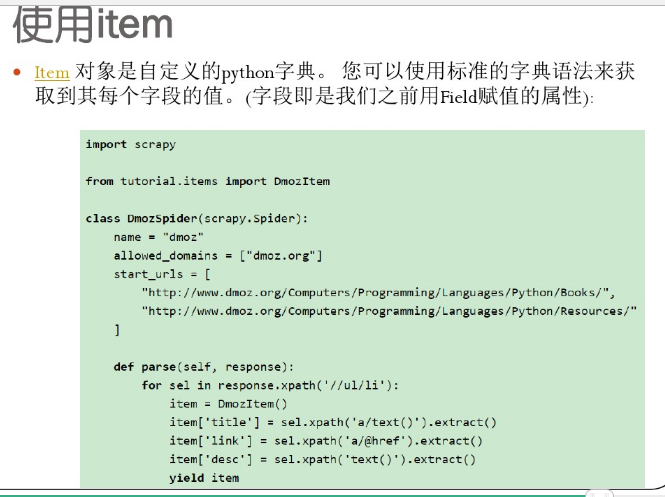 使用item
• Item 对象是自定义的python字典。 您可以使用标准的字典语法来获
取到其每个字段的值。(字段即是我们之前用Field赋值的属性):
import scrapy
from tutorial.items import DmozItem
class DmozSpider(scrapy.Spider):
    name = "dmoz"
    allowed_domains = ["dmoz.org"]
    start_urls = [
        "http://www.dmoz.org/Computers/Programming/Languages/Python/Books/",
        "http://www.dmoz.org/Computers/Programming/Languages/Python/Resources/"
    ]
    def parse(self, response):
        for sel in response.xpath('//ul/li'):
            item = DmozItem()
            item['title'] = sel.xpath('a/text()').extract()
            item['link'] = sel.xpath('a/@href').extract()
            item['desc'] = sel.xpath('text()').extract()
            yield item